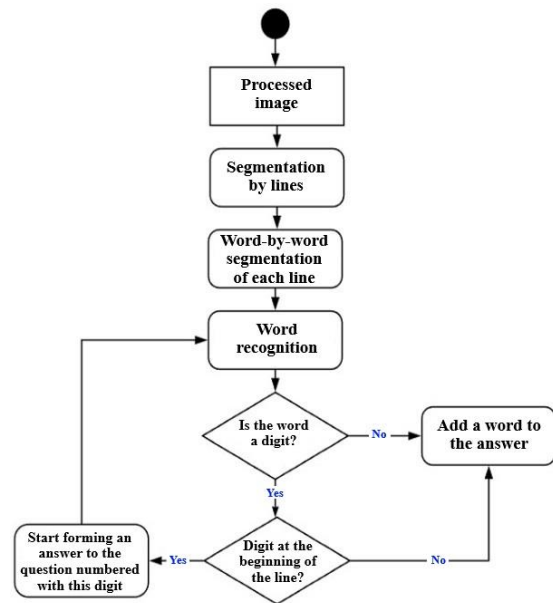 Processed
image
Segmentation
by lines
Word-by-word
segmentation
of each line
Word
recognition
Is the word
a digit?
No
Add a word to
the answer
Yes
Digit at the
beginning of
the line?
No
Yes
Start forming an
answer to the
question numbered
with this digit